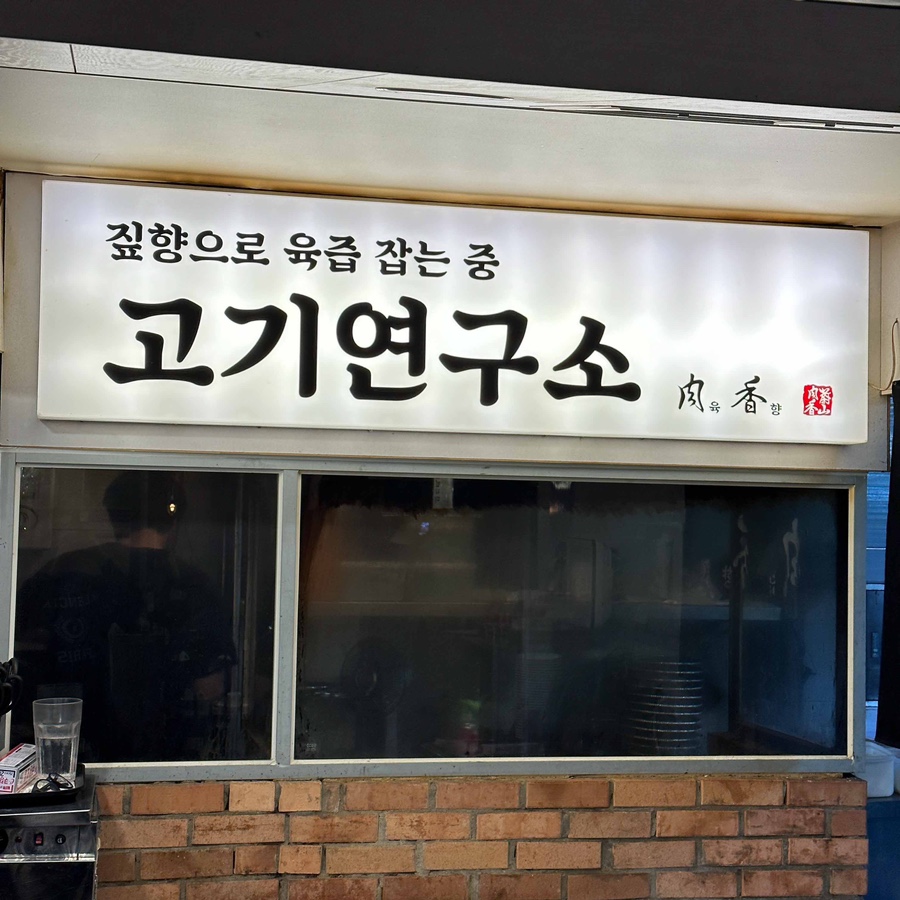 짚향으로 육즙 잡는 중
고기연구소
肉육香향